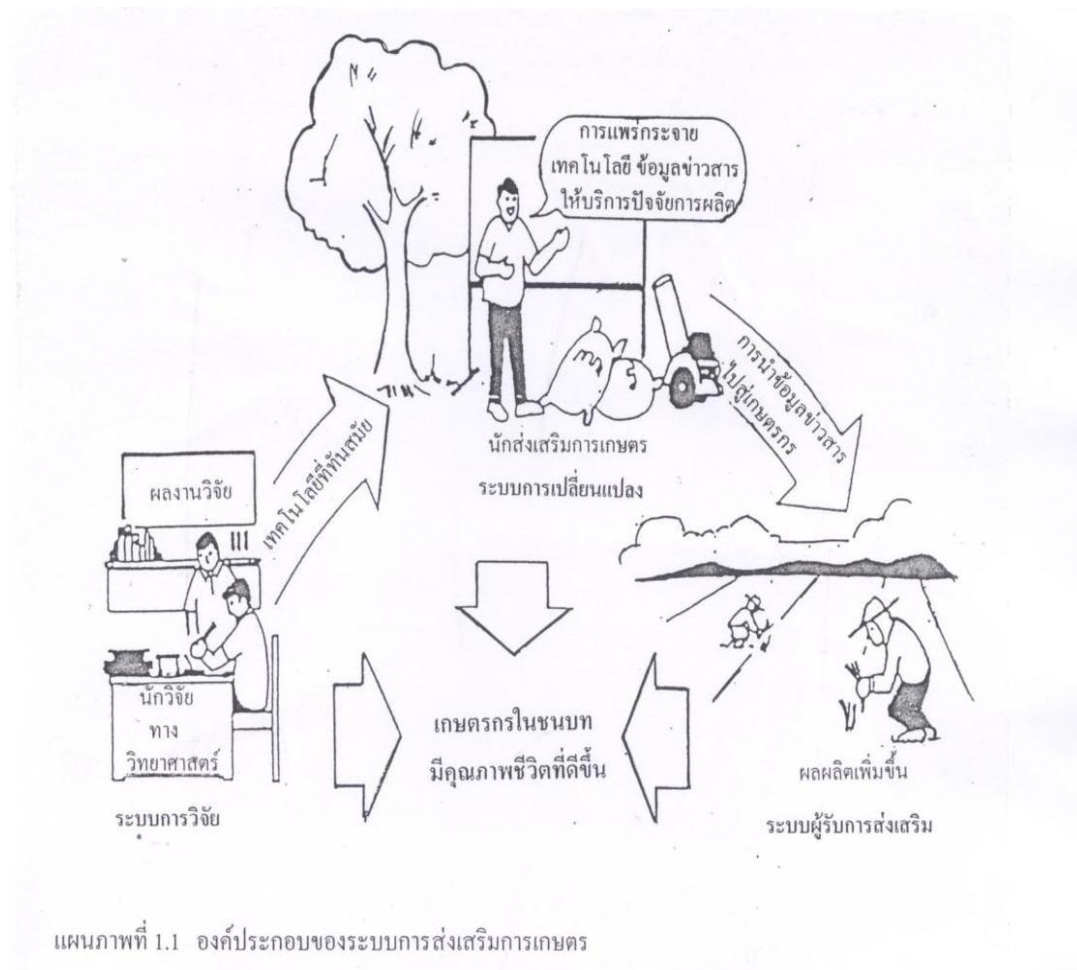 การแพร่กระจาย
เทคโนโลยี ข้อมูลข่าวสาร
ให้บริการปัจจัยการผลิต
การนำข้อมูลข่าวสาร
ไปสู่เกษตรกร
นักส่งเสริมการเกษตร
ระบบการเปลี่ยนแปลง
เทคโนโลยีที่ทันสมัย
ผลงานวิจัย
นักวิจัย
ทาง
วิทยาศาสตร์
ระบบการวิจัย
เกษตรกรในชนบท
มีคุณภาพชีวิตที่ดีขึ้น
ผลผลิตเพิ่มขึ้น
ระบบผู้รับการส่งเสริม
แผนภาพที่ 1.1 องค์ประกอบของระบบการส่งเสริมการเกษตร